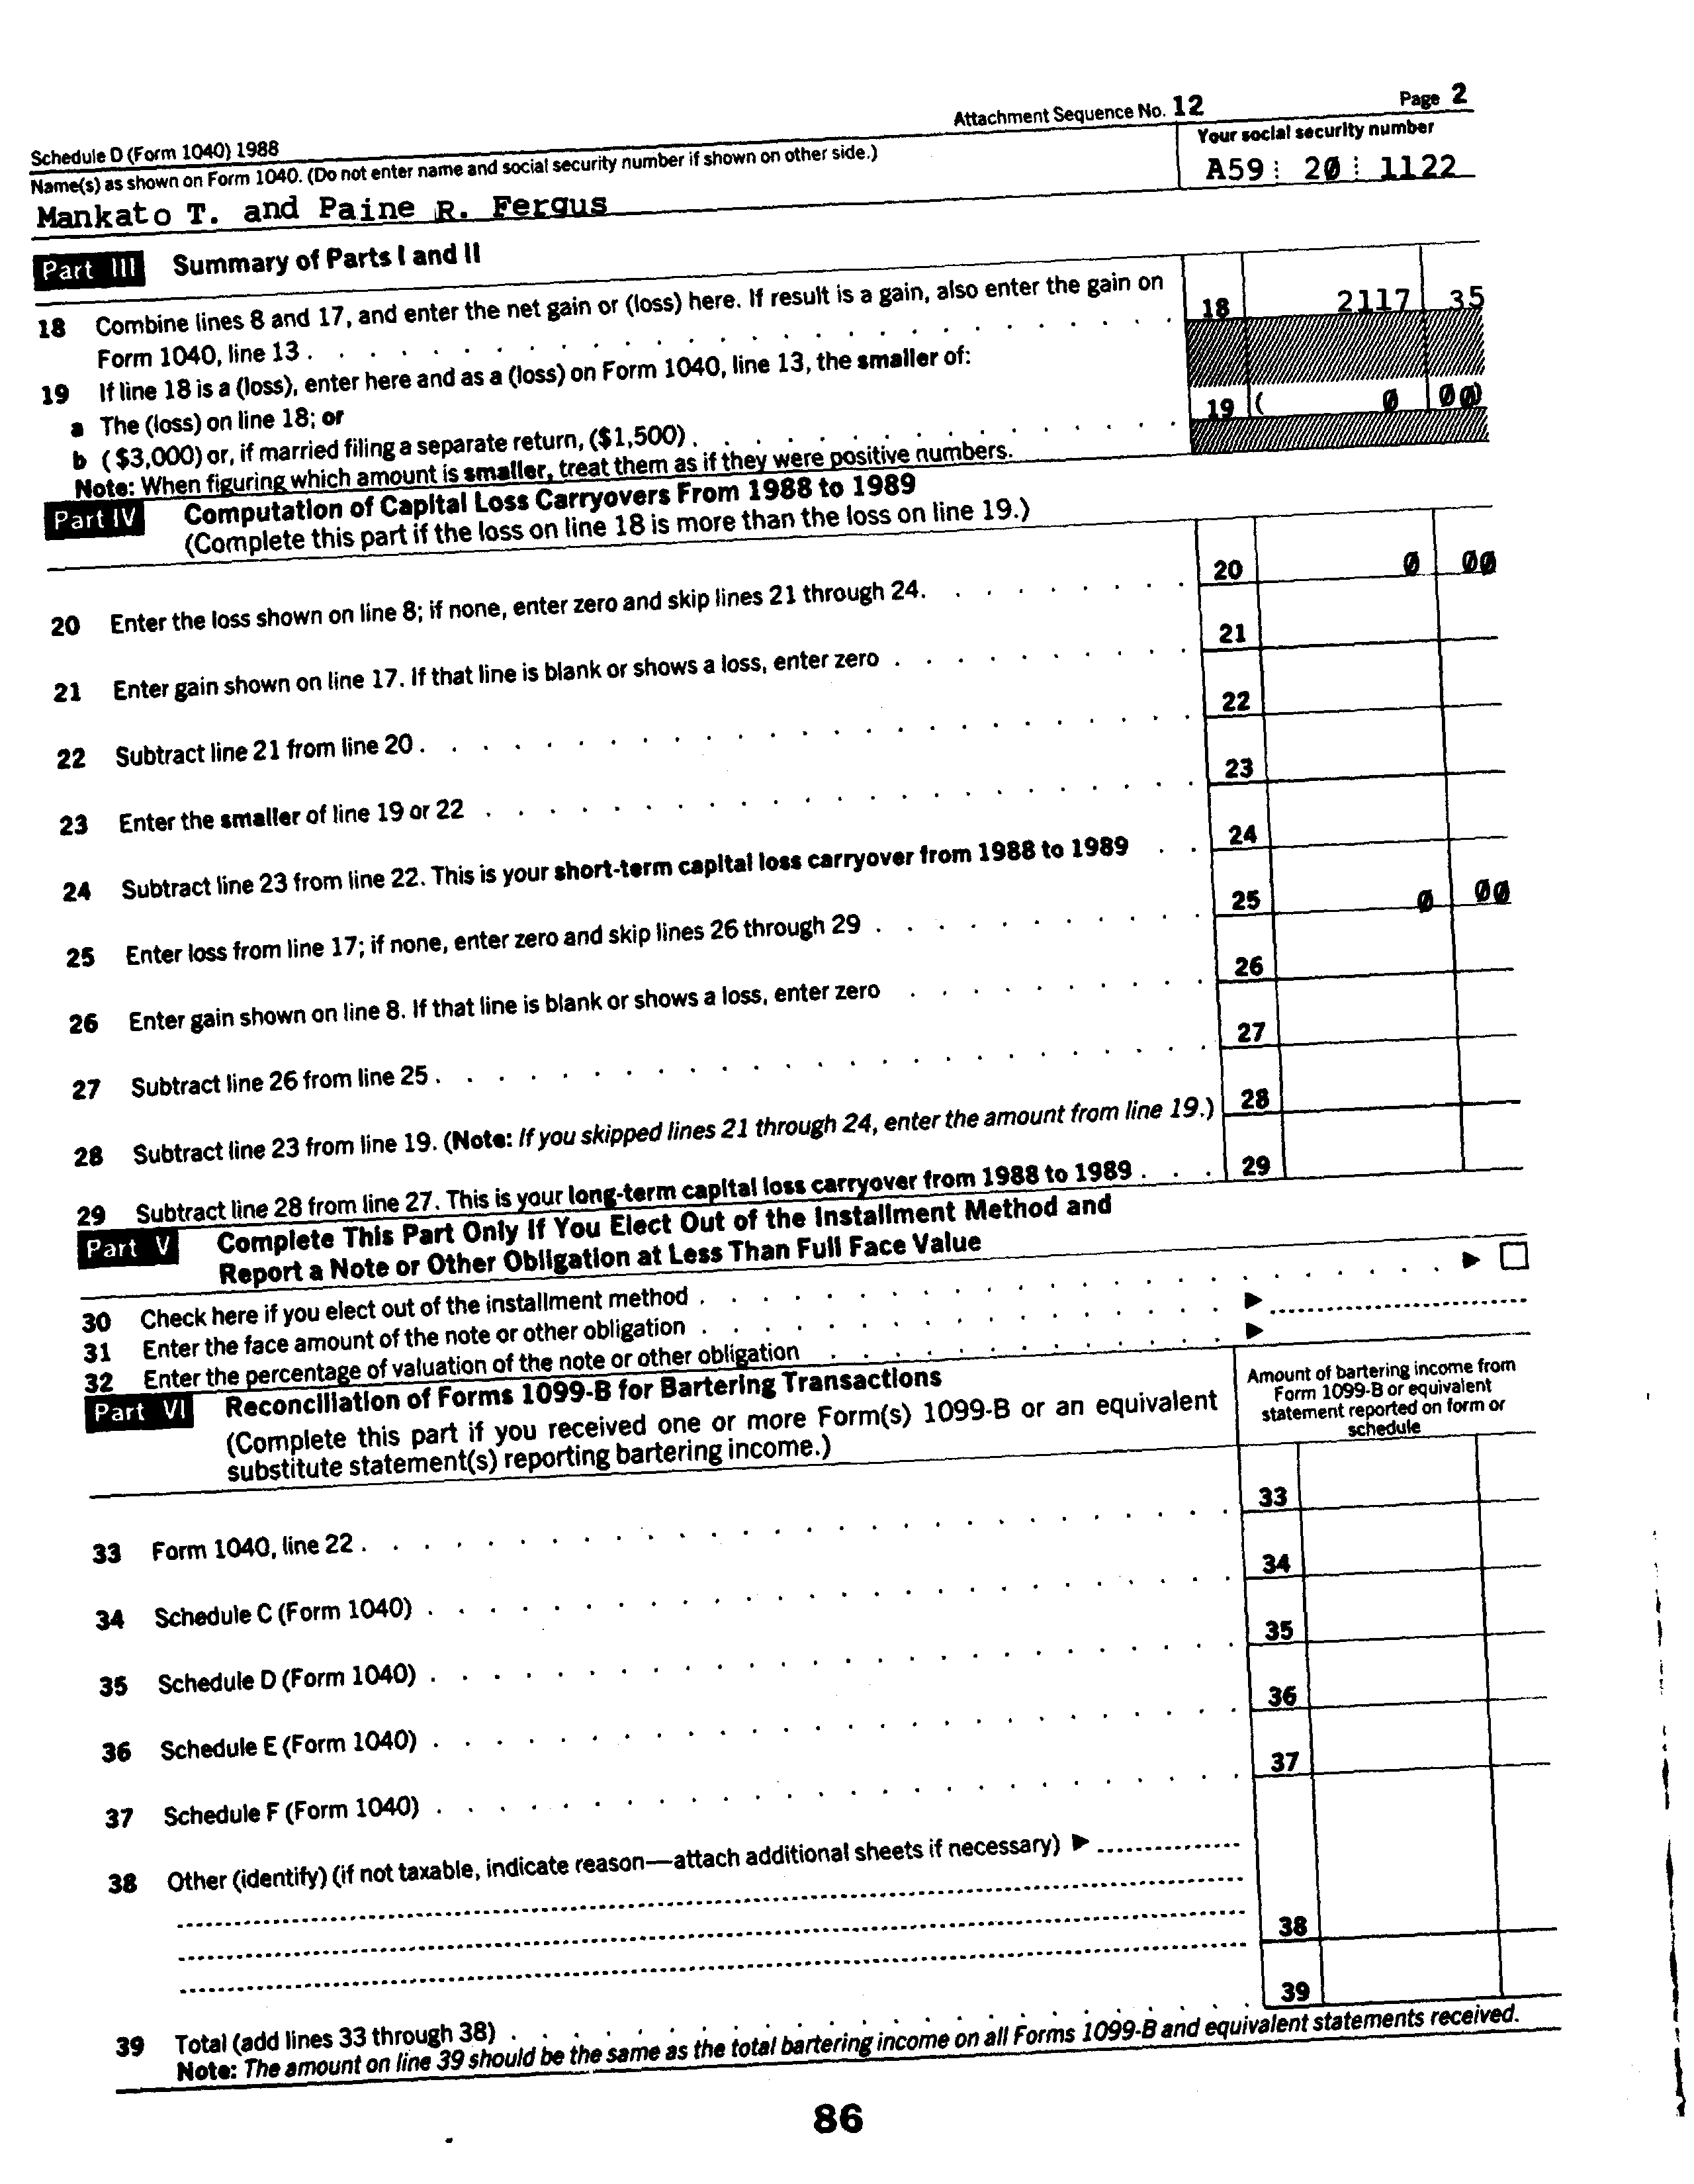 Schedule D (Form 1040) 1988 Attachment Sequence No. 12 Page 2
Name(s) as shown on Form 1040. (Do not enter name and social security number if shown on other side.) Your social security number
Mankato T. and Paine R. Fergus A59 20 1122
Part III Summary of Parts I and II
18 Combine lines 8 and 17, and enter the net gain or (loss) here. If result is a gain, also enter the gain on
Form 1040, line 13 . 18 2117 35
19 If line 18 is a (loss), enter here and as a (loss) on Form 1040, line 13, the smaller of:
a The (loss) on line 18; or
b ($3,000) or, if married filing a separate return, ($1,500) . 19 ( 0 00)
Note: When figuring which amount is smaller, treat them as if they were positive numbers.
Part IV Computation of Capital Loss Carryovers From 1988 to 1989
(Complete this part if the loss on line 18 is more than the loss on line 19.)
20 Enter the loss shown on line 8; if none, enter zero and skip lines 21 through 24. 20 0 00
21 Enter gain shown on line 17. If that line is blank or shows a loss, enter zero . 21
22 Subtract line 21 from line 20 . 22
23 Enter the smaller of line 19 or 22 . 23
24 Subtract line 23 from line 22. This is your short-term capital loss carryover from 1988 to 1989 . 24
25 Enter loss from line 17; if none, enter zero and skip lines 26 through 29 . 25 0 00
26 Enter gain shown on line 8. If that line is blank or shows a loss, enter zero . 26
27 Subtract line 26 from line 25 . 27
28 Subtract line 23 from line 19. (Note: If you skipped lines 21 through 24, enter the amount from line 19.) 28
29 Subtract line 28 from line 27. This is your long-term capital loss carryover from 1988 to 1989 . 29
Part V Complete This Part Only If You Elect Out of the Installment Method and
Report a Note or Other Obligation at Less Than Full Face Value
30 Check here if you elect out of the installment method . ▶ ☐
31 Enter the face amount of the note or other obligation . ▶
32 Enter the percentage of valuation of the note or other obligation . ▶
Part VI Reconciliation of Forms 1099-B for Bartering Transactions
(Complete this part if you received one or more Form(s) 1099-B or an equivalent
substitute statement(s) reporting bartering income.)
Amount of bartering income from
Form 1099-B or equivalent
statement reported on form or
schedule
33 Form 1040, line 22 . 33
34 Schedule C (Form 1040) . 34
35 Schedule D (Form 1040) . 35
36 Schedule E (Form 1040) . 36
37 Schedule F (Form 1040) . 37
38 Other (identify) (if not taxable, indicate reason—attach additional sheets if necessary) ▶
38
39 Total (add lines 33 through 38) . 39
Note: The amount on line 39 should be the same as the total bartering income on all Forms 1099-B and equivalent statements received.
86